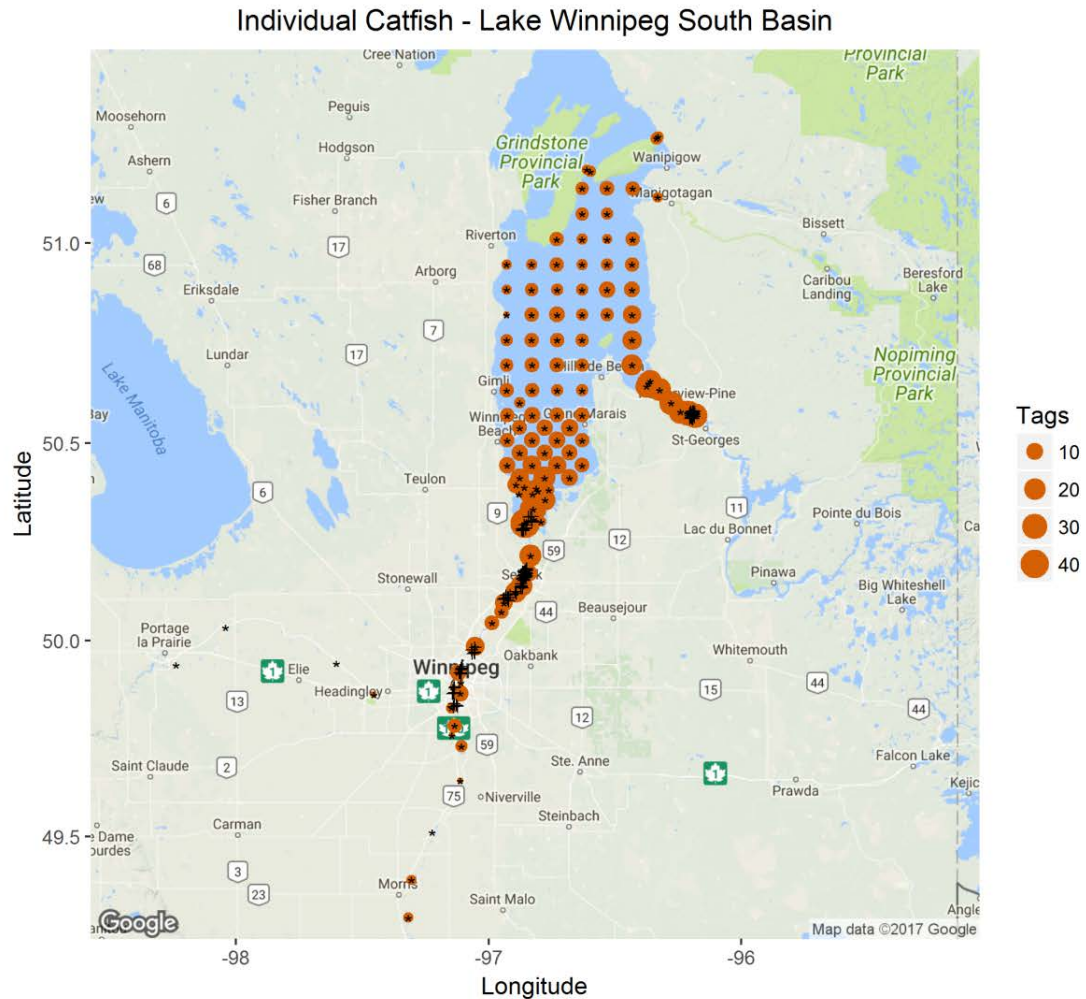 Individual Catfish - Lake Winnipeg South Basin
Cree Nation
Provincial
Park
Peguis
Moosehorn
Hodgson
Grindstone
Provincial
Park
Wanipigow
Ashern
6
Fisher Branch
Manigotagan
Riverton
17
Bissett
51.0
68
Arborg
Caribou
Landing
Beresford
Lake
Eriksdale
7
Lundar
17
Nopiming
Provincial
Park
Lake Manitoba
Gimli
Tags
Beach
St-Georges
10
50.5
Teulon
6
20
9
11
Pointe du Bois
30
Lac du Bonnet
59
12
40
Stonewall
Pinawa
Big Whiteshell
Lake
44
Beausejour
Latitude
50.0
Portage
la Prairie
Winnipeg
Oakbank
Whitemouth
1
Elie
Headingley
1
15
44
13
12
44
59
Saint Claude
2
Ste. Anne
1
Falcon Lake
75
Niverville
Prawda
Steinbach
49.5
Carman
3
23
Morris
Saint Malo
Google
Map data ©2017 Google
-98
-97
-96
Longitude